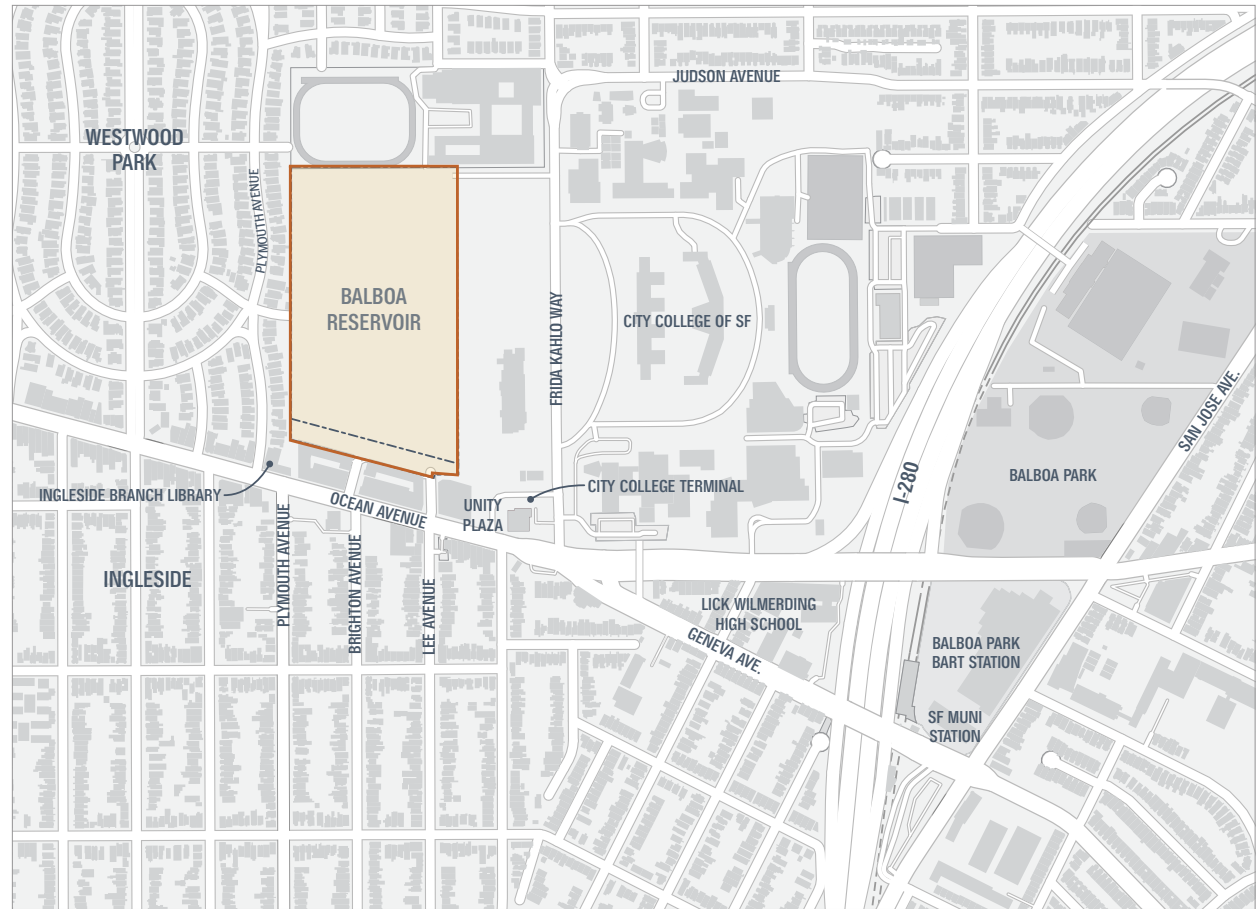 JUDSON AVENUE
WESTWOOD
PARK
PLYMOUTH AVENUE
BALBOA
RESERVOIR
FRIDA KAHLO WAY
CITY COLLEGE OF SF
SAN JOSE AVE.
I-280
BALBOA PARK
INGLESIDE BRANCH LIBRARY
OCEAN AVENUE
UNITY
PLAZA
CITY COLLEGE TERMINAL
INGLESIDE
PLYMOUTH AVENUE
BRIGHTON AVENUE
LEE AVENUE
LICK WILMERDING
HIGH SCHOOL
GENEVA AVE.
BALBOA PARK
BART STATION
SF MUNI
STATION